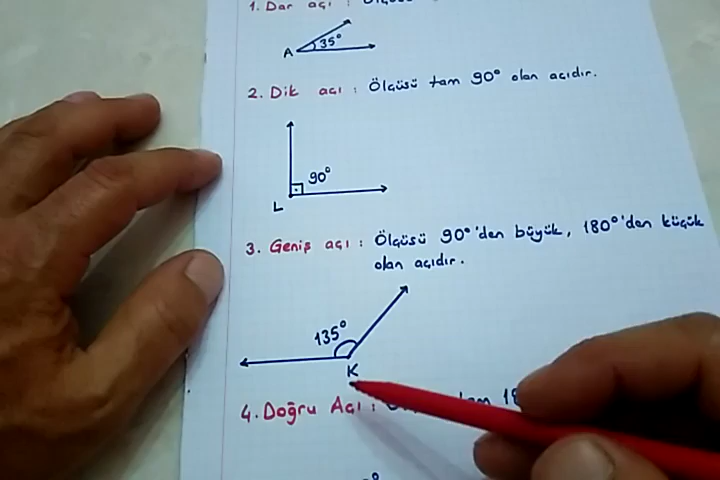 1. Dar açı :
A 35°
2. Dik açı : Ölçüsü tam 90° olan açıdır.
90°
L
3. Geniş açı : Ölçüsü 90°'den büyük, 180°'den küçük
olan açıdır.
135°
K
4. Doğru Açı :